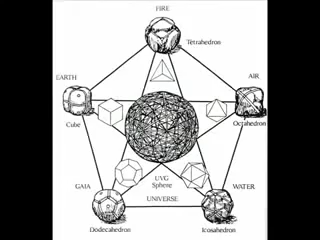 FIRE
Tetrahedron
EARTH
AIR
Cube
Octahedron
GAIA
UVG
Sphere
WATER
UNIVERSE
Dodecahedron
Icosahedron